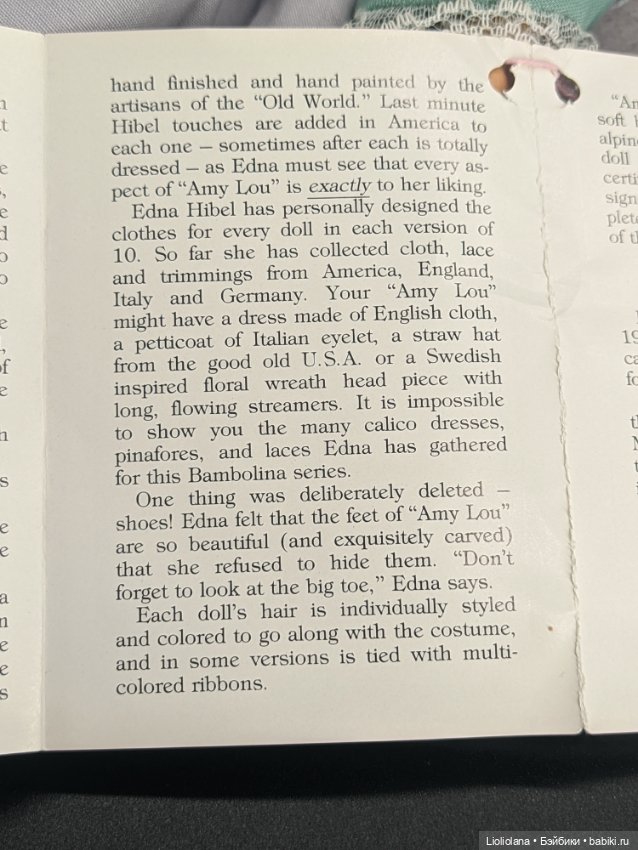 hand finished and hand painted by the
artisans of the “Old World.” Last minute
Hibel touches are added in America to
each one – sometimes after each is totally
dressed – as Edna must see that every as-
pect of “Amy Lou” is exactly to her liking.
Edna Hibel has personally designed the
clothes for every doll in each version of
10. So far she has collected cloth, lace
and trimmings from America, England,
Italy and Germany. Your “Amy Lou”
might have a dress made of English cloth,
a petticoat of Italian eyelet, a straw hat
from the good old U.S.A. or a Swedish
inspired floral wreath head piece with
long, flowing streamers. It is impossible
to show you the many calico dresses,
pinafores, and laces Edna has gathered
for this Bambolina series.
One thing was deliberately deleted –
shoes! Edna felt that the feet of “Amy Lou”
are so beautiful (and exquisitely carved)
that she refused to hide them. “Don’t
forget to look at the big toe,” Edna says.
Each doll’s hair is individually styled
and colored to go along with the costume,
and in some versions is tied with multi-
colored ribbons.
soft
doll
of
Lioliolana • Бэйбики • babiki.ru